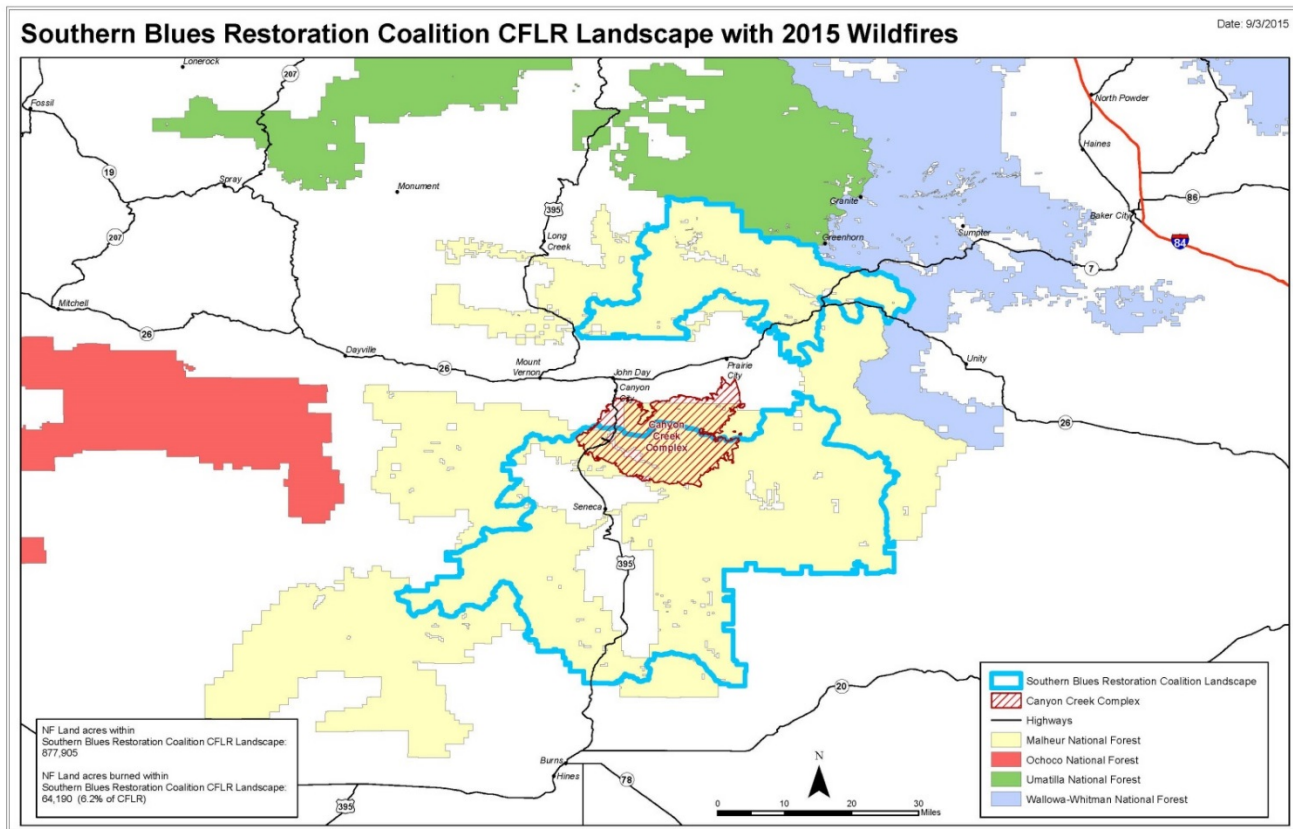 Southern Blues Restoration Coalition CFLR Landscape with 2015 Wildfires
Date: 9/3/2015
Lonerock
207
Fossil
North Powder
Haines
19
Spray
Monument
86
Granite
Baker City
395
207
Long
Creek
Greenhorn
Sumpter
84
7
Mitchell
26
Dayville
26
Mount
Vernon
John Day
Prairie
City
Unity
Canyon
City
26
Canyon
Creek
Complex
Seneca
395
20
Burns
Hines
78
395
NF Land acres within
Southern Blues Restoration Coalition CFLR Landscape:
877,905
NF Land acres burned within
Southern Blues Restoration Coalition CFLR Landscape:
64,190 (6.2% of CFLR)
N
0 10 20 30
Miles
Southern Blues Restoration Coalition Landscape
Canyon Creek Complex
Highways
Malheur National Forest
Ochoco National Forest
Umatilla National Forest
Wallowa-Whitman National Forest